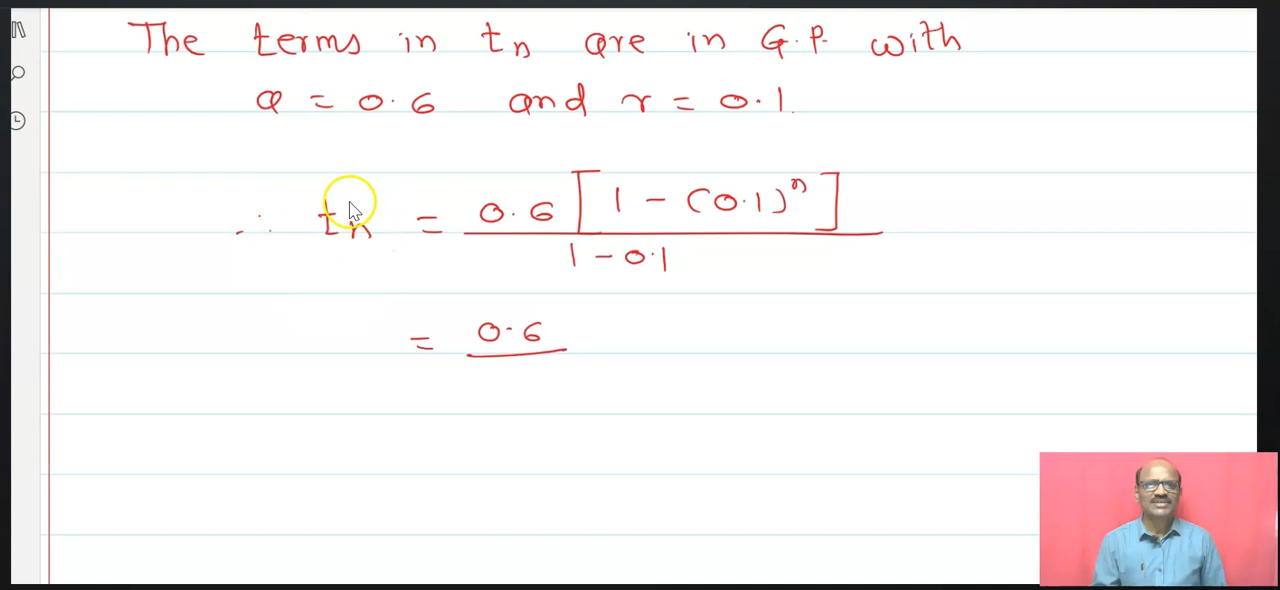 The terms in tn are in G.P. with
a = 0.6 and r = 0.1.
∴ tn = 0.6 [1 - (0.1)^n] / 1 - 0.1
= 0.6